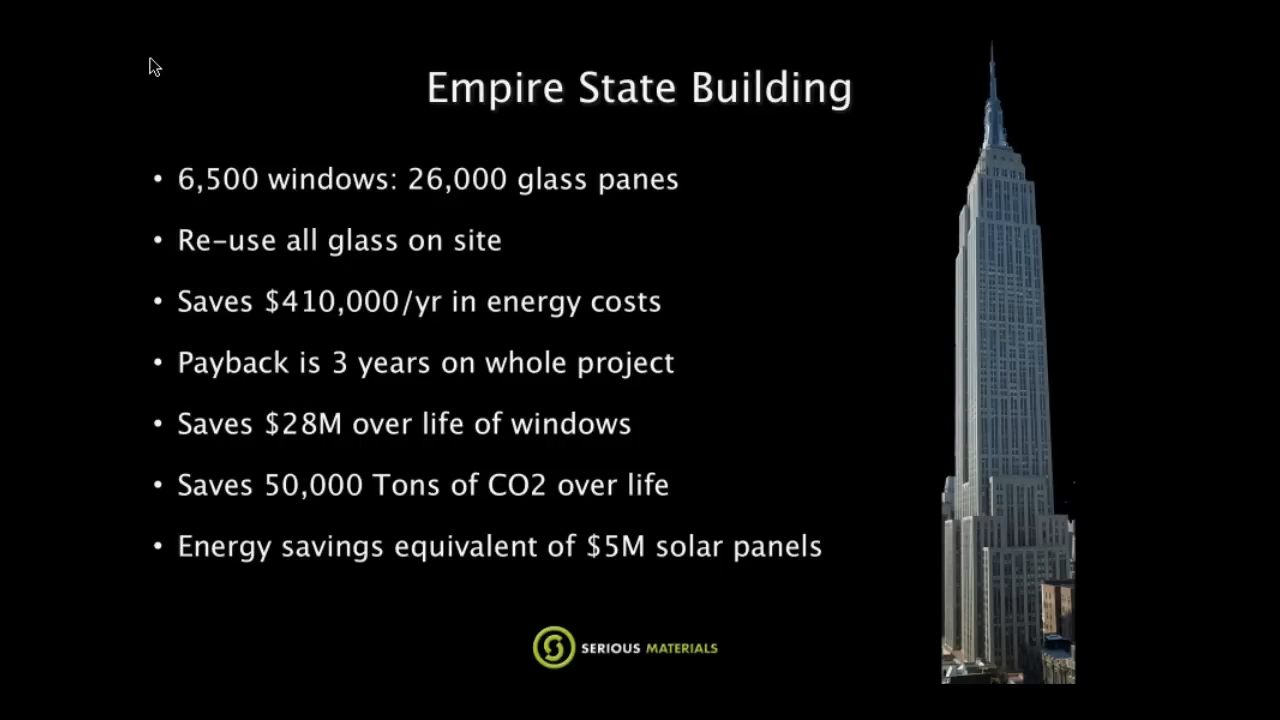 Empire State Building
• 6,500 windows: 26,000 glass panes
• Re-use all glass on site
• Saves $410,000/yr in energy costs
• Payback is 3 years on whole project
• Saves $28M over life of windows
• Saves 50,000 Tons of CO2 over life
• Energy savings equivalent of $5M solar panels
SERIOUS MATERIALS